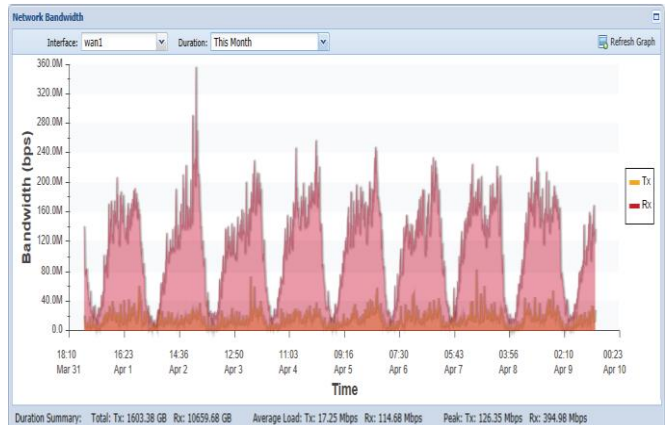 Network Bandwidth
Interface: wan1 Duration: This Month Refresh Graph
360.0M
320.0M
280.0M
240.0M
200.0M
160.0M
120.0M
80.0M
40.0M
0.0
Bandwidth (bps)
Tx
Rx
18:10 16:23 14:36 12:50 11:03 09:16 07:30 05:43 03:56 02:10 00:23
Mar 31 Apr 1 Apr 2 Apr 3 Apr 4 Apr 5 Apr 6 Apr 7 Apr 8 Apr 9 Apr 10
Time
Duration Summary: Total: Tx: 1603.38 GB Rx: 10659.68 GB Average Load: Tx: 17.25 Mbps Rx: 114.68 Mbps Peak: Tx: 126.35 Mbps Rx: 394.98 Mbps